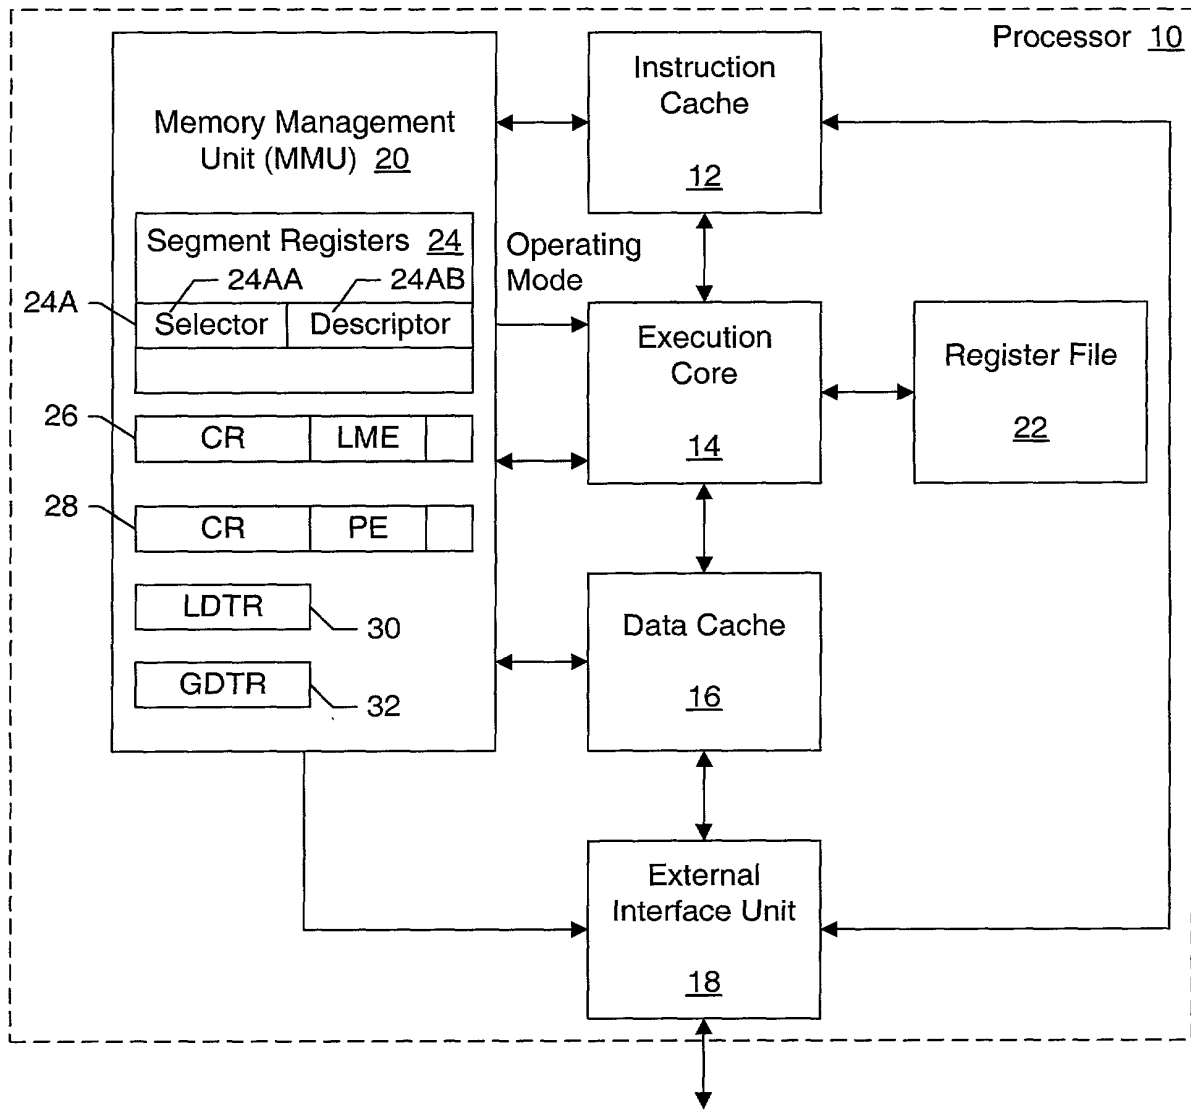 Processor 10
Memory Management
Unit (MMU) 20
Segment Registers 24
24AA
24AB
24A
Selector
Descriptor
26
CR
LME
28
CR
PE
LDTR
30
GDTR
32
Operating
Mode
Instruction
Cache
12
Execution
Core
14
Register File
22
Data Cache
16
External
Interface Unit
18